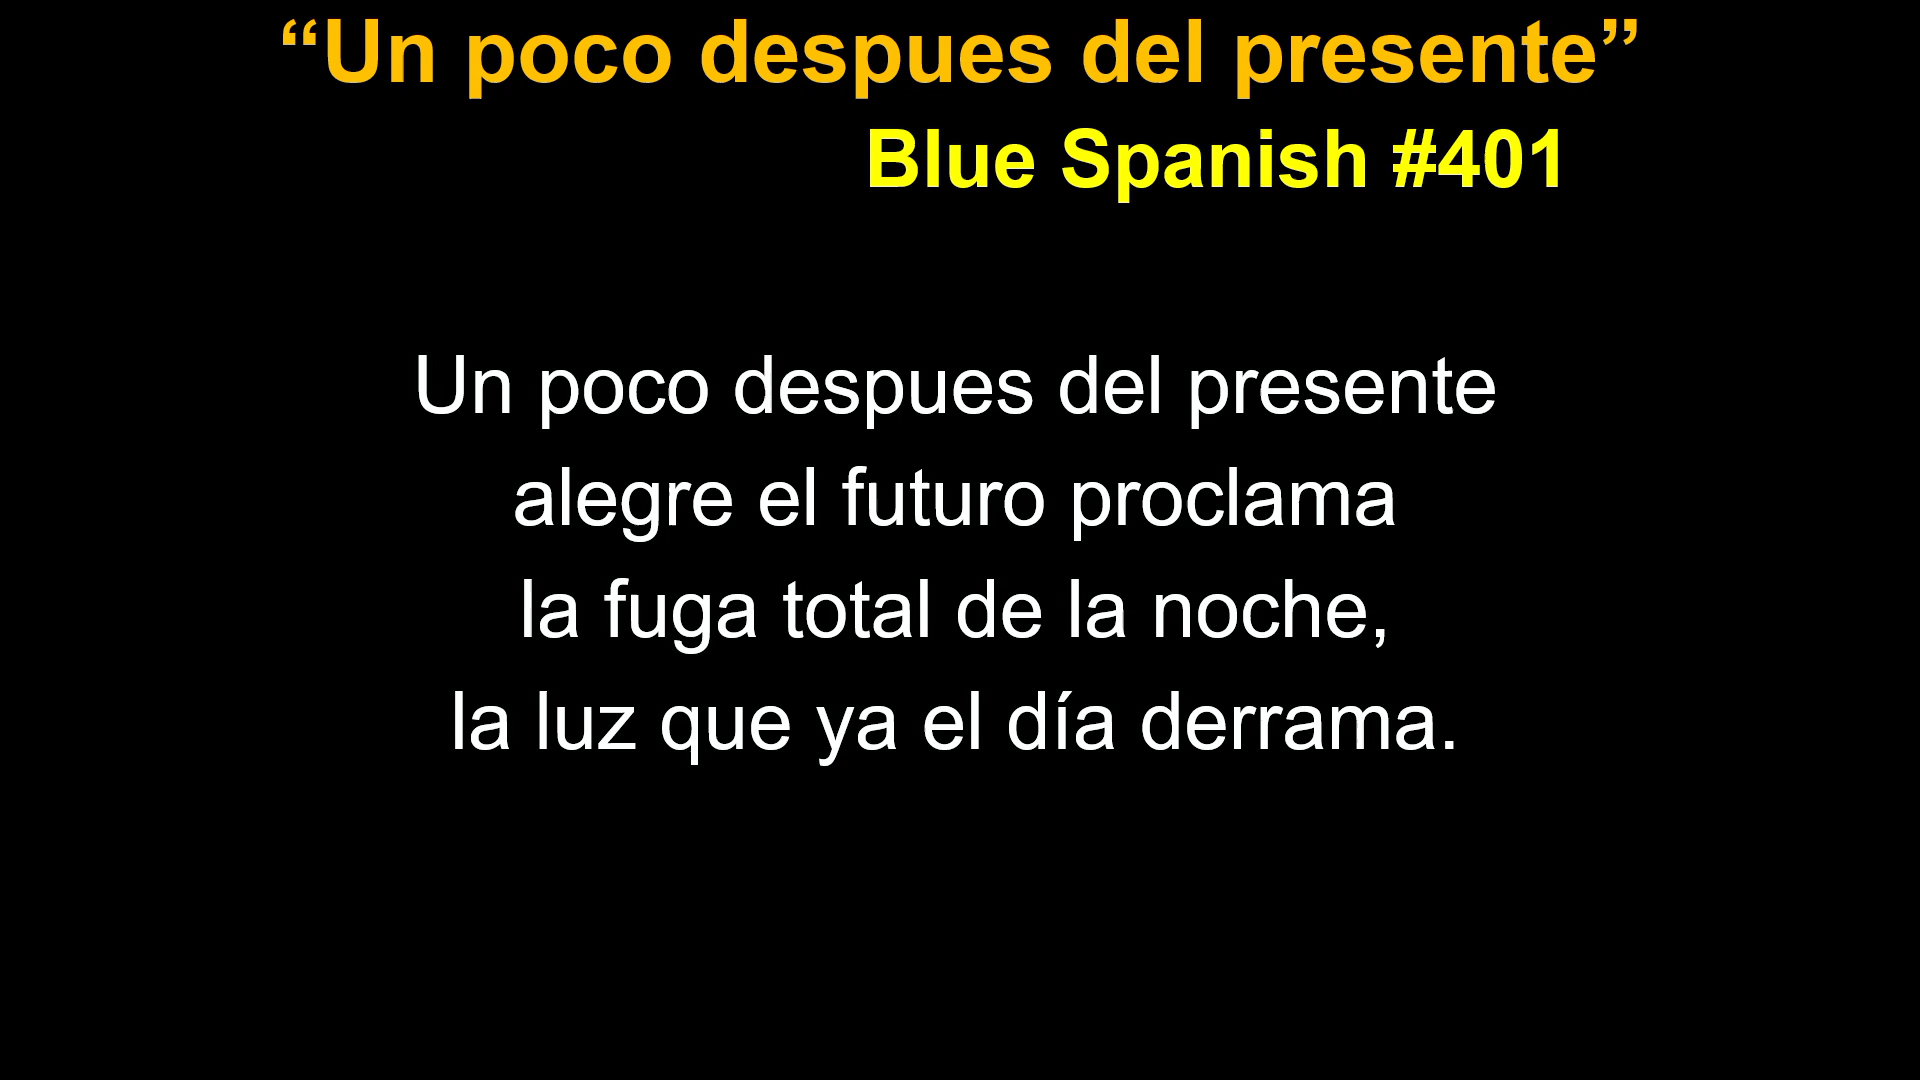 “Un poco despues del presente”
Blue Spanish #401
Un poco despues del presente
alegre el futuro proclama
la fuga total de la noche,
la luz que ya el día derrama.